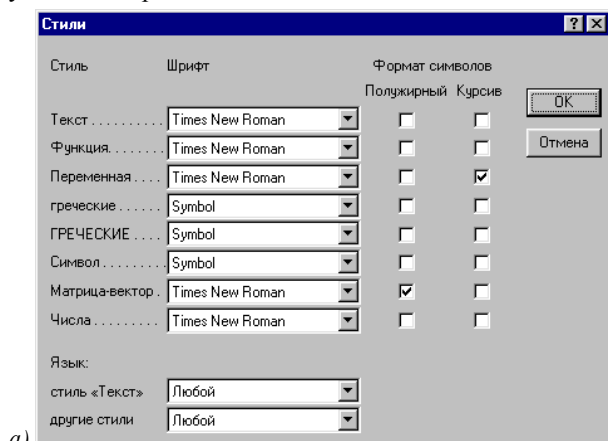 Стили
Стиль Шрифт Формат символов
Полужирный Курсив
OK
Текст . . . . . . . . . . Times New Roman
Отмена
Функция. . . . . . . . Times New Roman
Переменная . . . . Times New Roman
греческие . . . . . . Symbol
ГРЕЧЕСКИЕ . . . . Symbol
Символ . . . . . . . . . Symbol
Матрица-вектор . Times New Roman
Числа . . . . . . . . . Times New Roman
Язык:
стиль «Текст» Любой
другие стили Любой
а)